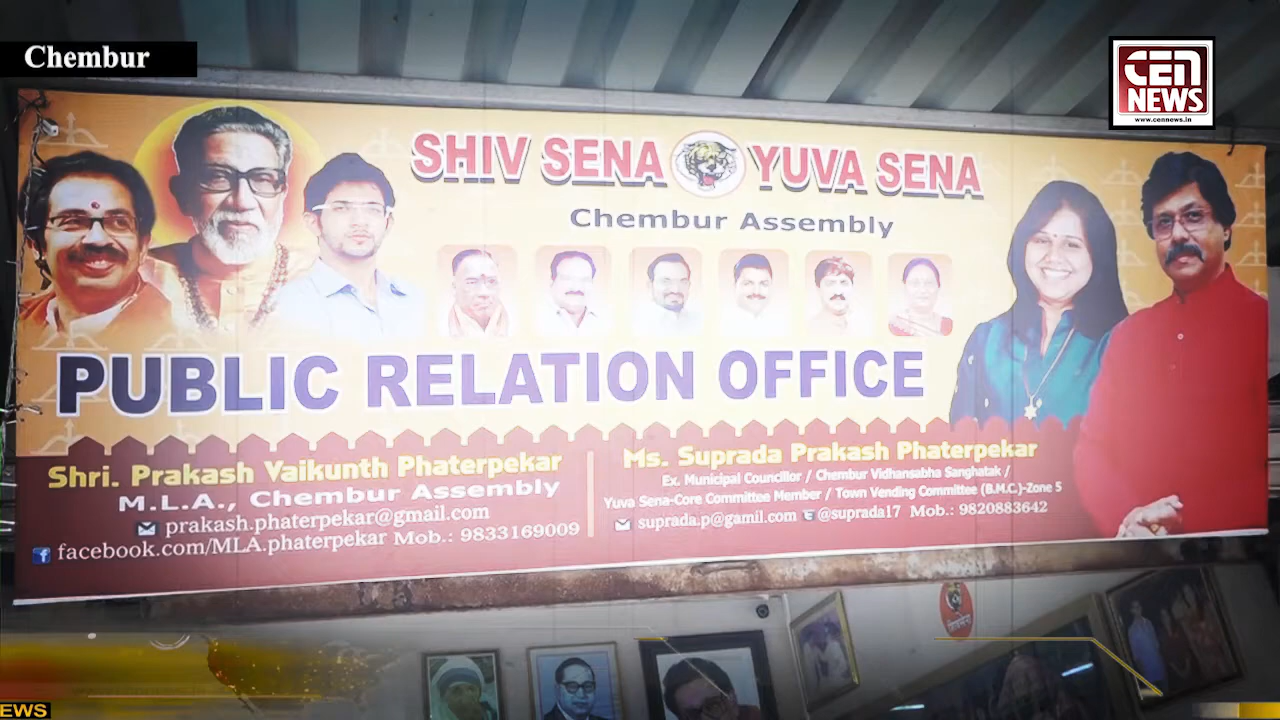 Chembur
CEN
NEWS
www.cennews.in
SHIV SENA YUVA SENA
Chembur Assembly
PUBLIC RELATION OFFICE
Shri. Prakash Vaikunth Phaterpekar
M.L.A., Chembur Assembly
prakash.phaterpekar@gmail.com
facebook.com/MLA.phaterpekar Mob.: 9833169009
Ms. Suprada Prakash Phaterpekar
Ex. Municipal Councillor / Chembur Vidhansabha Sanghatak /
Yuva Sena-Core Committee Member / Town Vending Committee (B.M.C.)-Zone 5
suprada.p@gamil.com @suprada17 Mob.: 9820883642
शिवसेना
EWS